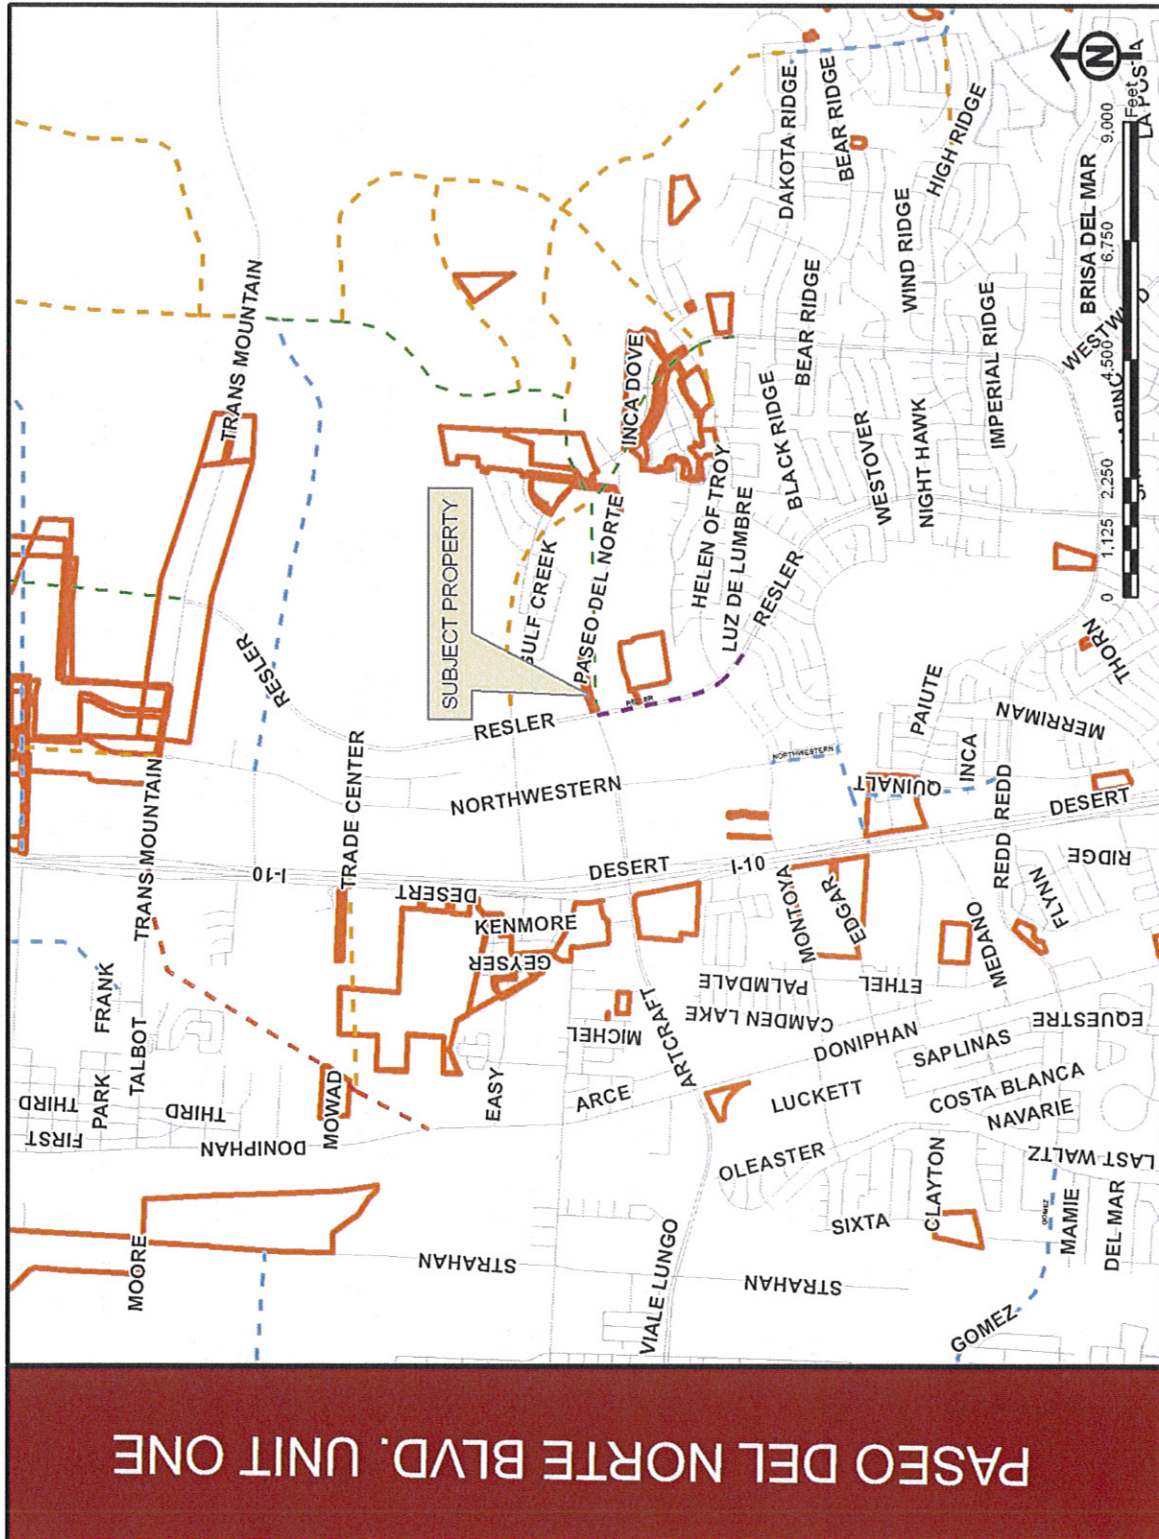 PASEO DEL NORTE BLVD. UNIT ONE
SUBJECT PROPERTY
TRANS MOUNTAIN
TRANS MOUNTAIN
TRANS MOUNTAIN
RESLER
RESLER
RESLER
RESLER
TRADE CENTER
NORTHWESTERN
NORTHWESTERN
I-10
I-10
DESERT
DESERT
DESERT
KENMORE
GEYSER
MICHEL
EASY
ARCE
ARTCRAFT
MOWAD
DONIPHAN
DONIPHAN
FIRST
THIRD
THIRD
PARK
FRANK
TALBOT
MOORE
STRAHAN
STRAHAN
VIALE LUNGO
OLEASTER
LUCKETT
SIXTA
CLAYTON
GOMEZ
GOMEZ
MAMIE
DEL MAR
LAST WALTZ
NAVARIE
COSTA BLANCA
SAPLINAS
EQUESTRE
CAMDEN LAKE
PALMDALE
MONTOYA
EDGAR
ETHEL
MEDANO
FLYNN
RIDGE
REDD
REDD
INCA
QUINALT
PAIUTE
MERRIMAN
THORN
GULF CREEK
PASEO DEL NORTE
INCA DOVE
HELEN OF TROY
LUZ DE LUMBRE
BLACK RIDGE
WESTOVER
NIGHT HAWK
BEAR RIDGE
BEAR RIDGE
DAKOTA RIDGE
WIND RIDGE
HIGH RIDGE
IMPERIAL RIDGE
BRISA DEL MAR
N
0 1,125 2,250 4,500 6,750 9,000
Feet